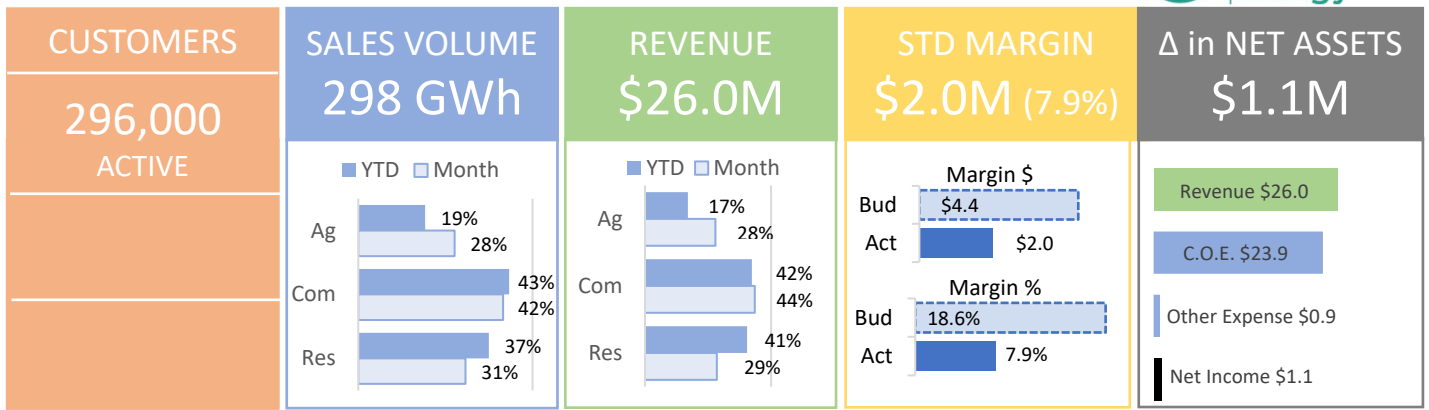 CUSTOMERS
296,000
ACTIVE
SALES VOLUME
298 GWh
YTD Month
Ag
19%
28%
Com
43%
42%
Res
37%
31%
REVENUE
$26.0M
YTD Month
Ag
17%
28%
Com
42%
44%
Res
41%
29%
STD MARGIN
$2.0M (7.9%)
Margin $
Bud $4.4
Act $2.0
Margin %
Bud 18.6%
Act 7.9%
Δ in NET ASSETS
$1.1M
Revenue $26.0
C.O.E. $23.9
Other Expense $0.9
Net Income $1.1